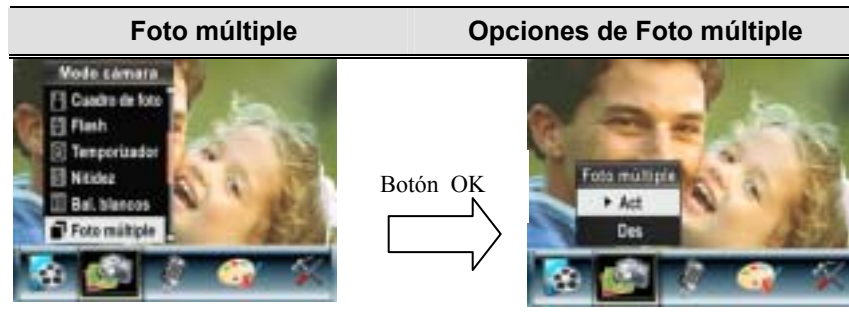 Foto múltiple
Opciones de Foto múltiple
Modo cámara
Cuadro de foto
Flash
Temporizador
Nitidez
Bal. blancos
Foto múltiple
Botón OK
Foto múltiple
Act
Des